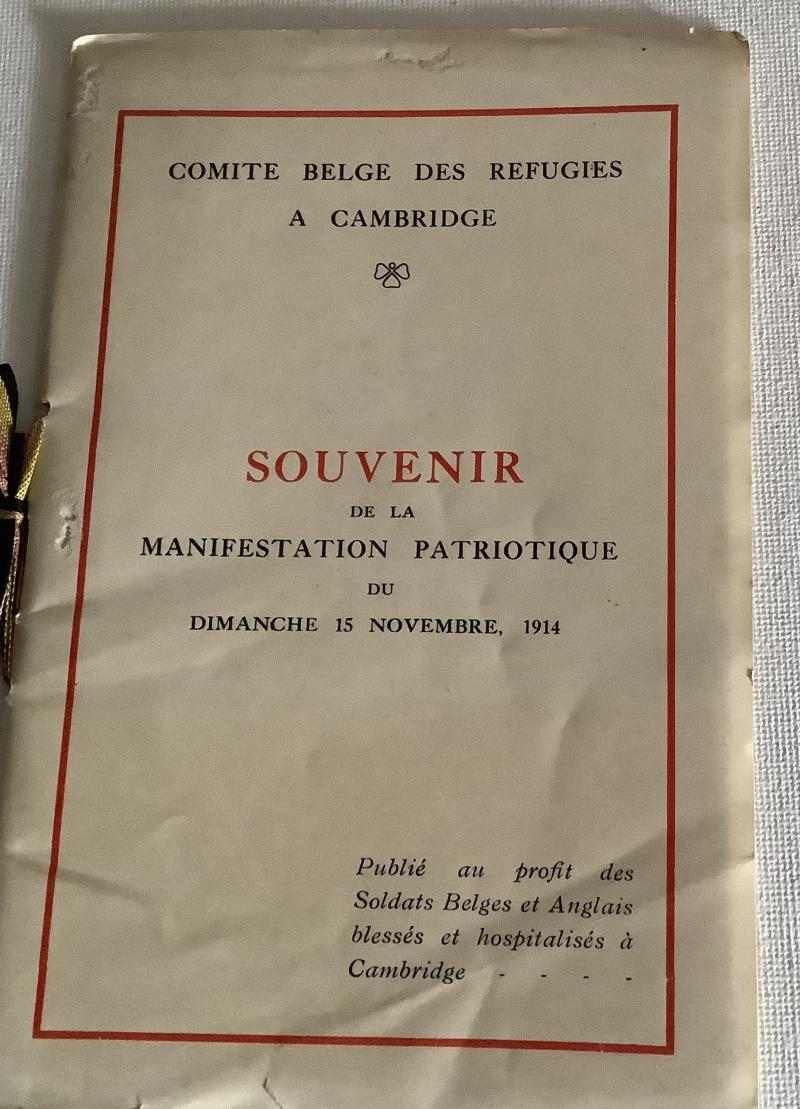 COMITE BELGE DES REFUGIES
A CAMBRIDGE
SOUVENIR
DE LA
MANIFESTATION PATRIOTIQUE
DU
DIMANCHE 15 NOVEMBRE, 1914
Publié au profit des
Soldats Belges et Anglais
blessés et hospitalisés à
Cambridge - - - -